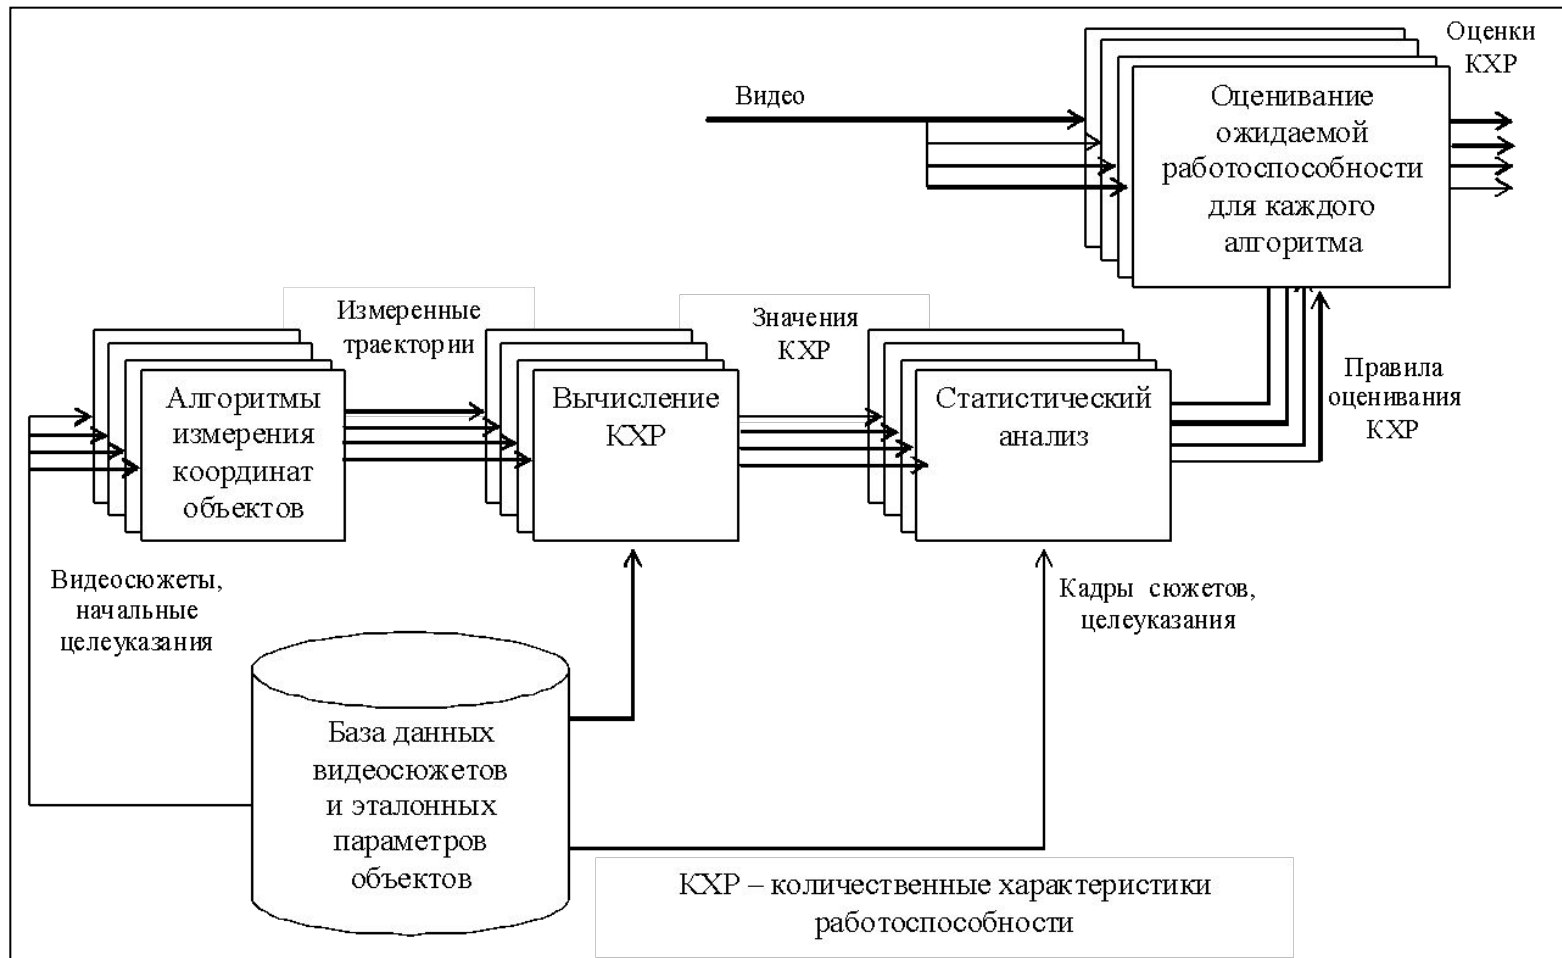 Оценки
КХР
Видео
Оценивание
ожидаемой
работоспособности
для каждого
алгоритма
Измеренные
траектории
Значения
КХР
Алгоритмы
измерения
координат
объектов
Вычисление
КХР
Статистический
анализ
Правила
оценивания
КХР
Видеосюжеты,
начальные
целеуказания
Кадры сюжетов,
целеуказания
База данных
видеосюжетов
и эталонных
параметров
объектов
КХР – количественные характеристики
работоспособности